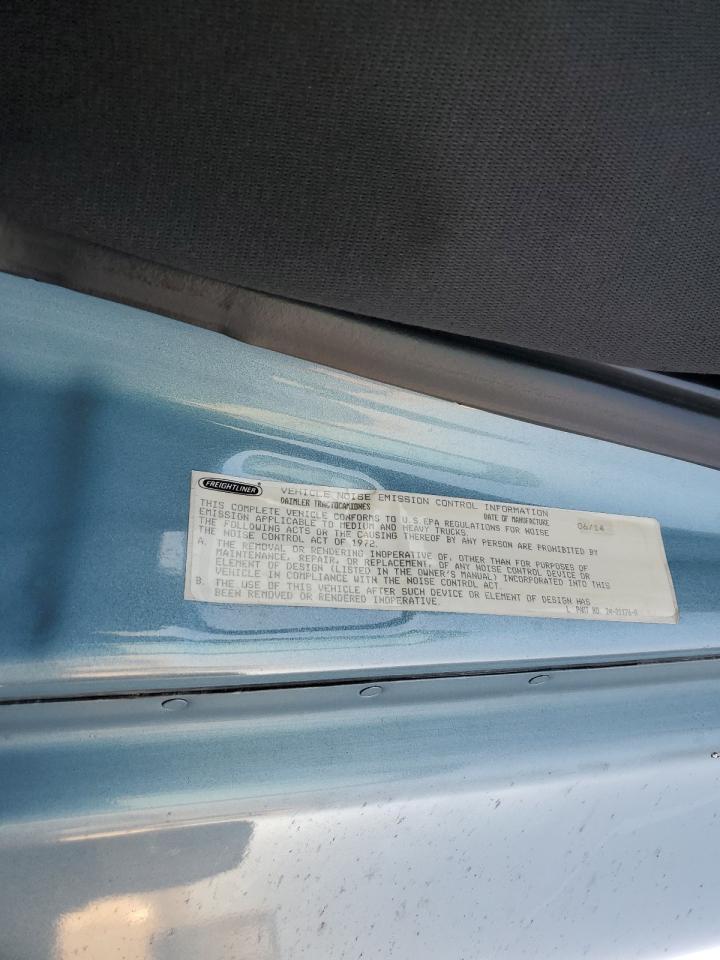 FREIGHTLINER
VEHICLE NOISE EMISSION CONTROL INFORMATION
DAIMLER TRACTOCAMIONES DATE OF MANUFACTURE 06/14
THIS COMPLETE VEHICLE CONFORMS TO U.S.EPA REGULATIONS FOR NOISE
EMISSION APPLICABLE TO MEDIUM AND HEAVY TRUCKS.
THE FOLLOWING ACTS OR THE CAUSING THEREOF BY ANY PERSON ARE PROHIBITED BY
THE NOISE CONTROL ACT OF 1972.
A. THE REMOVAL OR RENDERING INOPERATIVE OF, OTHER THAN FOR PURPOSES OF
MAINTENANCE, REPAIR, OR REPLACEMENT, OF ANY NOISE CONTROL DEVICE OR
ELEMENT OF DESIGN (LISTED IN THE OWNER'S MANUAL) INCORPORATED INTO THIS
VEHICLE IN COMPLIANCE WITH THE NOISE CONTROL ACT.
B. THE USE OF THIS VEHICLE AFTER SUCH DEVICE OR ELEMENT OF DESIGN HAS
BEEN REMOVED OR RENDERED INOPERATIVE.
PART NO.